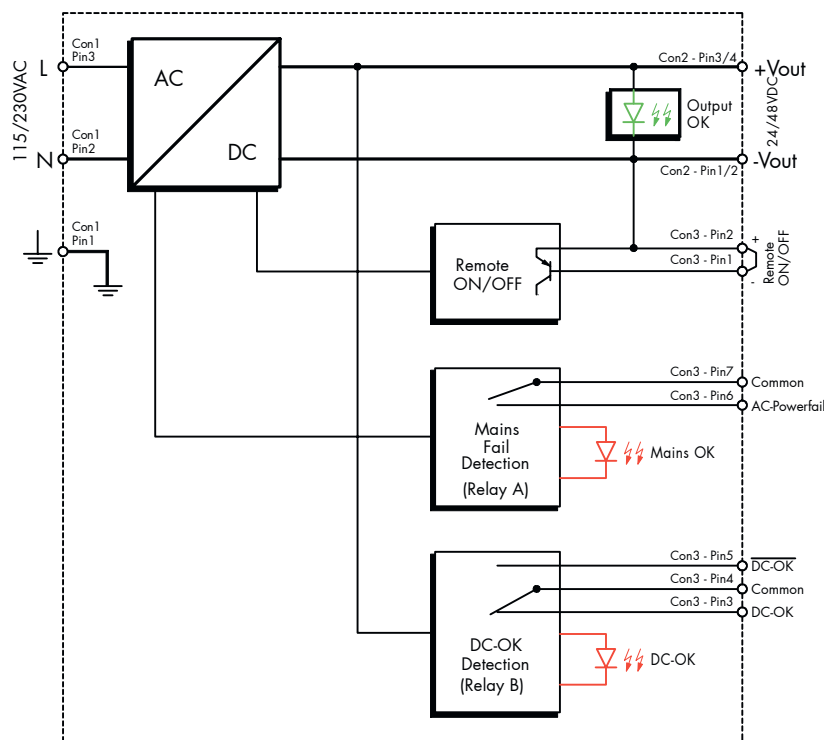 115/230VAC
L
Con1
Pin3
N
Con1
Pin2
Con1
Pin1
AC
DC
Con2 - Pin3/4
+Vout
Output
OK
24/48VDC
Con2 - Pin1/2
-Vout
Remote
ON/OFF
Con3 - Pin2
+
Con3 - Pin1
-
Remote
ON/OFF
Con3 - Pin7
Common
Con3 - Pin6
AC-Powerfail
Mains
Fail
Detection
(Relay A)
Mains OK
Con3 - Pin5
DC-OK
Con3 - Pin4
Common
Con3 - Pin3
DC-OK
DC-OK
Detection
(Relay B)
DC-OK